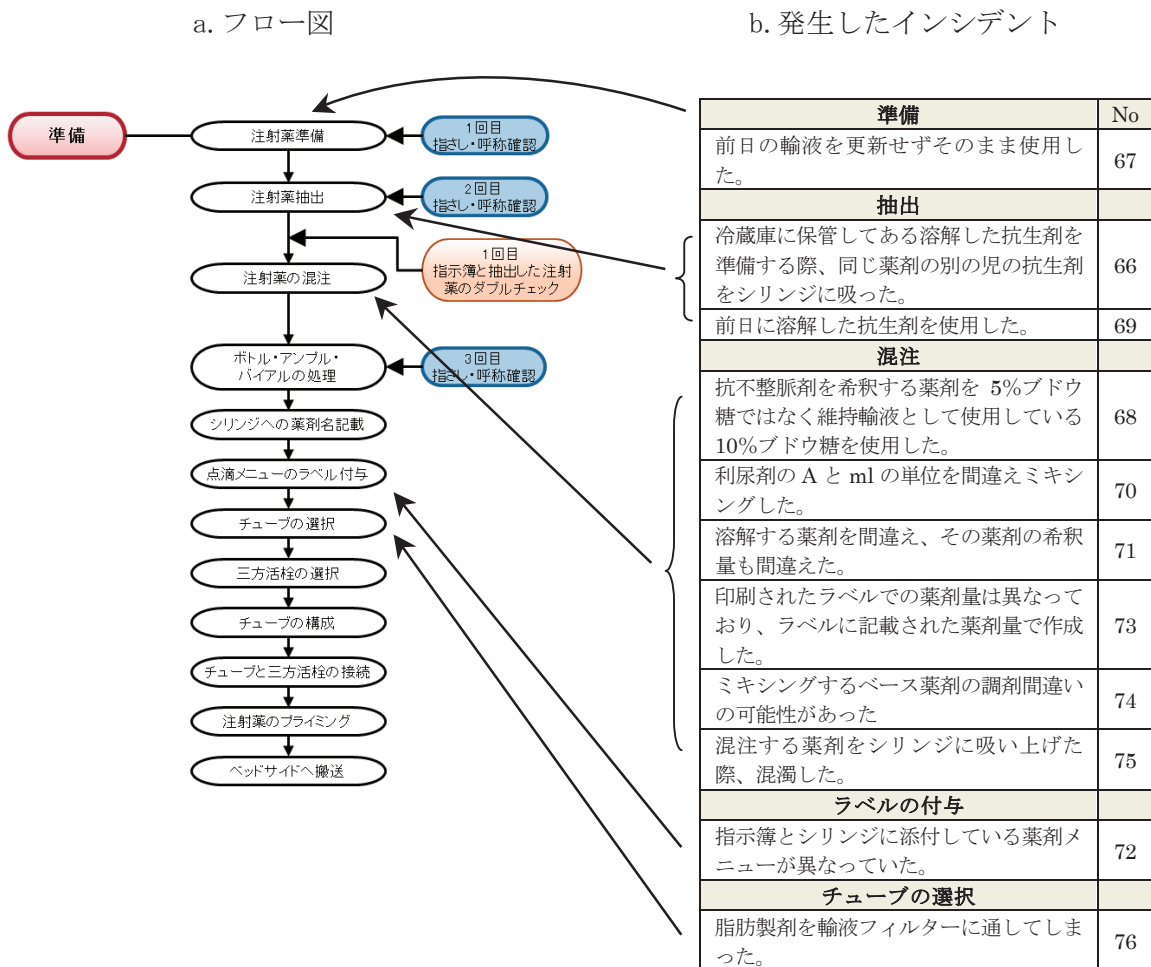 a. フロー図
b. 発生したインシデント
準備
注射薬準備
1回目
指さし・呼称確認
注射薬抽出
2回目
指さし・呼称確認
1回目
指示簿と抽出した注射
薬のダブルチェック
注射薬の混注
ボトル・アンプル・
バイアルの処理
3回目
指さし・呼称確認
シリンジへの薬剤名記載
点滴メニューのラベル付与
チューブの選択
三方活栓の選択
チューブの構成
チューブと三方活栓の接続
注射薬のプライミング
ベッドサイドへ搬送
準備 No
前日の輸液を更新せずそのまま使用し
た。 67
抽出
冷蔵庫に保管してある溶解した抗生剤を
準備する際、同じ薬剤の別の児の抗生剤 66
をシリンジに吸った。
前日に溶解した抗生剤を使用した。 69
混注
抗不整脈剤を希釈する薬剤を 5%ブドウ
糖ではなく維持輸液として使用している 68
10%ブドウ糖を使用した。
利尿剤の A と ml の単位を間違えミキシ
ングした。 70
溶解する薬剤を間違え、その薬剤の希釈
量も間違えた。 71
印刷されたラベルでの薬剤量は異なって
おり、ラベルに記載された薬剤量で作成 73
した。
ミキシングするベース薬剤の調剤間違い
の可能性があった 74
混注する薬剤をシリンジに吸い上げた
際、混濁した。 75
ラベルの付与
指示簿とシリンジに添付している薬剤メ
ニューが異なっていた。 72
チューブの選択
脂肪製剤を輸液フィルターに通してしま
った。 76